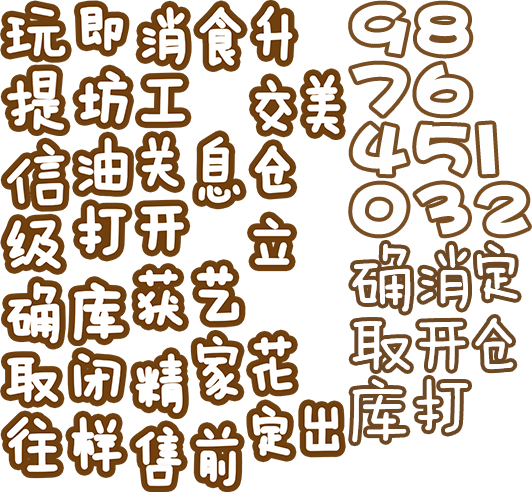 玩即消食升
提坊工交美
信油关息仓
级打开立
确库获艺
取闭精家花
往样售前定出
98
76
451
032
确消定
取开仓
库打